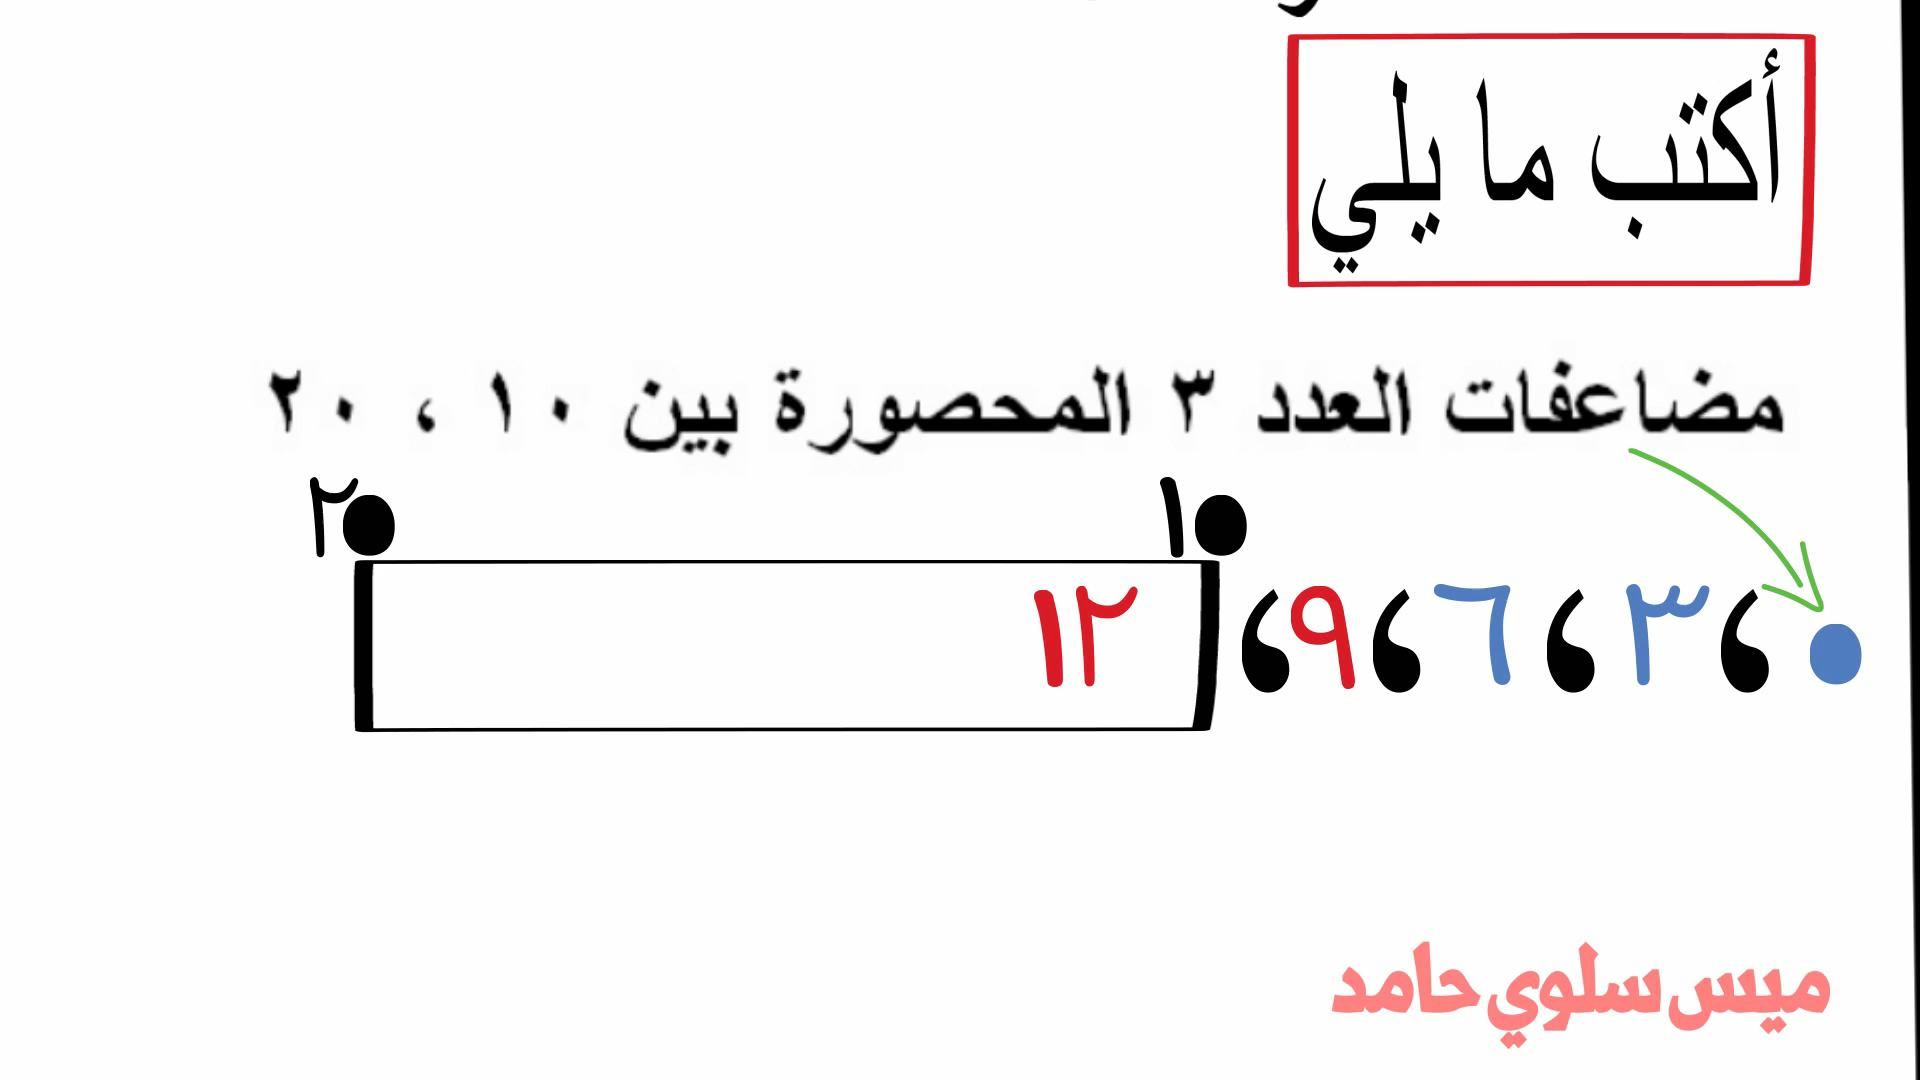 أكتب ما يلي
مضاعفات العدد ٣ المحصورة بين ١٠ ، ٢٠
١٠ ٢٠
٠ ، ٣ ، ٦ ، ٩ ، ١٢
ميس سلوي حامد